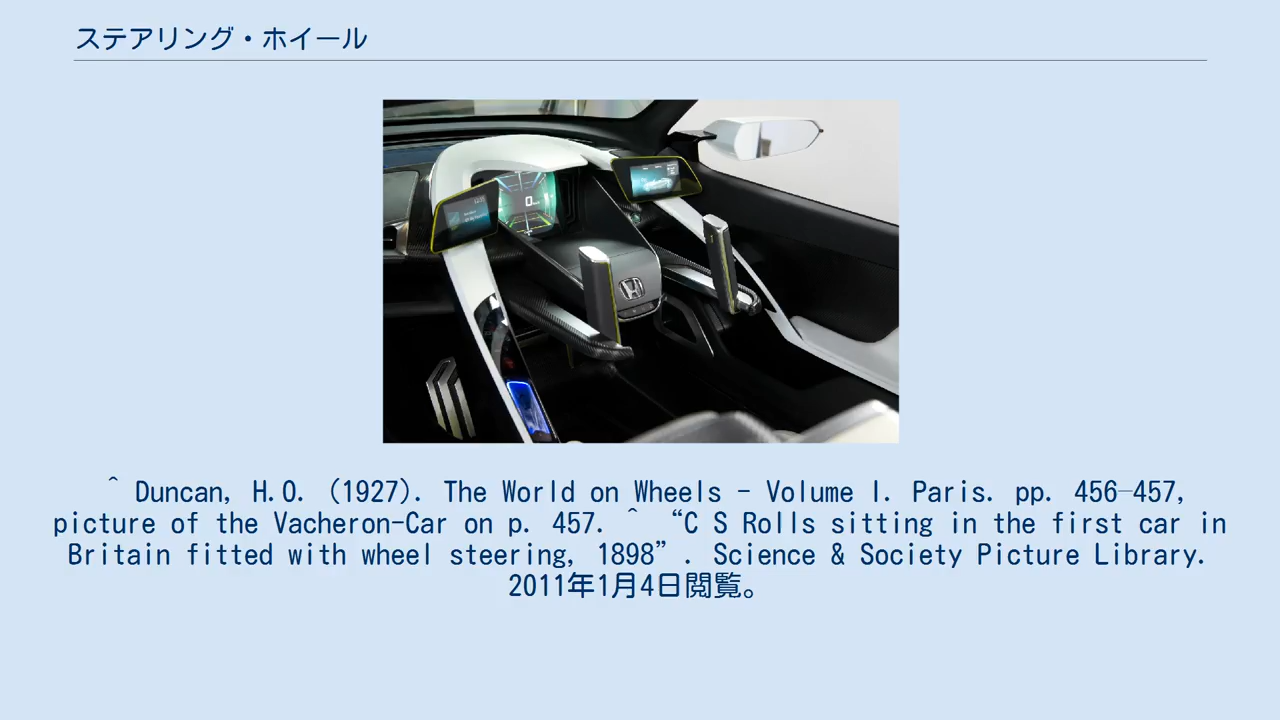 ステアリング・ホイール
0
^ Duncan, H.O. (1927). The World on Wheels – Volume I. Paris. pp. 456–457,
picture of the Vacheron-Car on p. 457. ^ “C S Rolls sitting in the first car in
Britain fitted with wheel steering, 1898”. Science & Society Picture Library.
2011年1月4日閲覧。